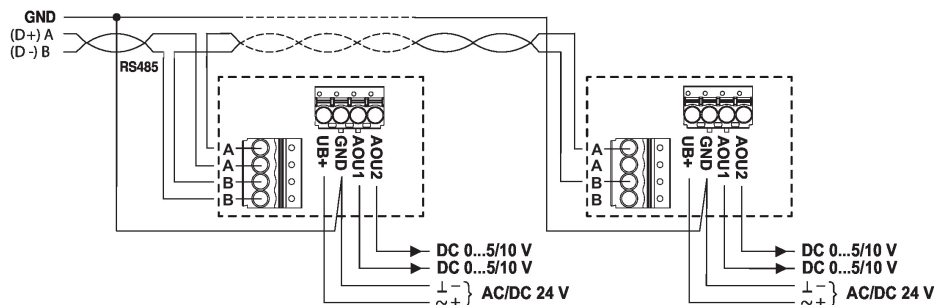 GND
(D+) A
(D -) B
RS485
A
A
B
B
UB+
GND
AOU1
AOU2
DC 0...5/10 V
DC 0...5/10 V
⊥ −
~ + } AC/DC 24 V
A
B
UB+
GND
AOU1
AOU2
DC 0...5/10 V
DC 0...5/10 V
⊥ −
~ + } AC/DC 24 V